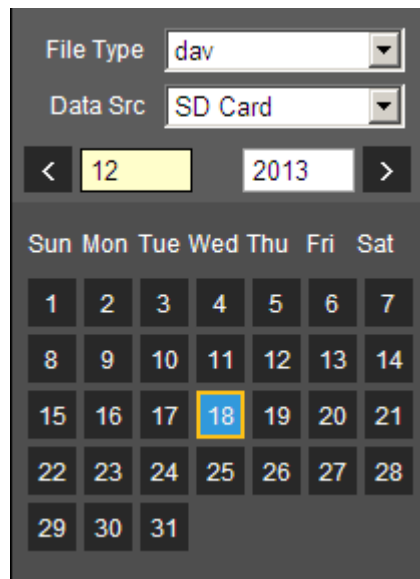 File Type dav
Data Src SD Card
< 12 2013 >
Sun Mon Tue Wed Thu Fri Sat
1 2 3 4 5 6 7
8 9 10 11 12 13 14
15 16 17 18 19 20 21
22 23 24 25 26 27 28
29 30 31